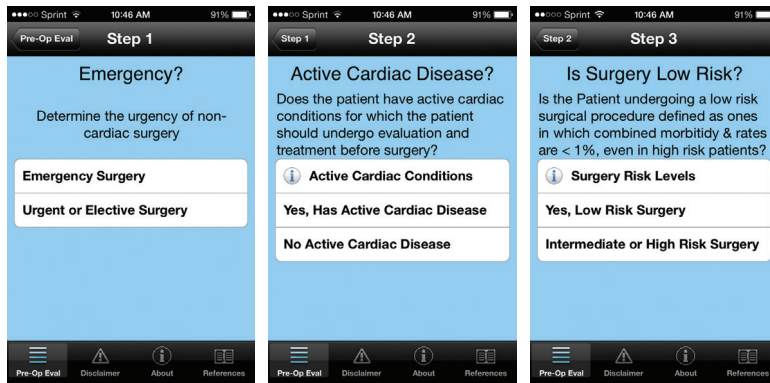 Sprint 10:46 AM 91%
Pre-Op Eval Step 1
Emergency?
Determine the urgency of non-
cardiac surgery
Emergency Surgery
Urgent or Elective Surgery
Pre-Op Eval Disclaimer About References
Sprint 10:46 AM 91%
Step 1 Step 2
Active Cardiac Disease?
Does the patient have active cardiac
conditions for which the patient
should undergo evaluation and
treatment before surgery?
Active Cardiac Conditions
Yes, Has Active Cardiac Disease
No Active Cardiac Disease
Pre-Op Eval Disclaimer About References
Sprint 10:46 AM 91%
Step 2 Step 3
Is Surgery Low Risk?
Is the Patient undergoing a low risk
surgical procedure defined as ones
in which combined morbitidy & rates
are < 1%, even in high risk patients?
Surgery Risk Levels
Yes, Low Risk Surgery
Intermediate or High Risk Surgery
Pre-Op Eval Disclaimer About References